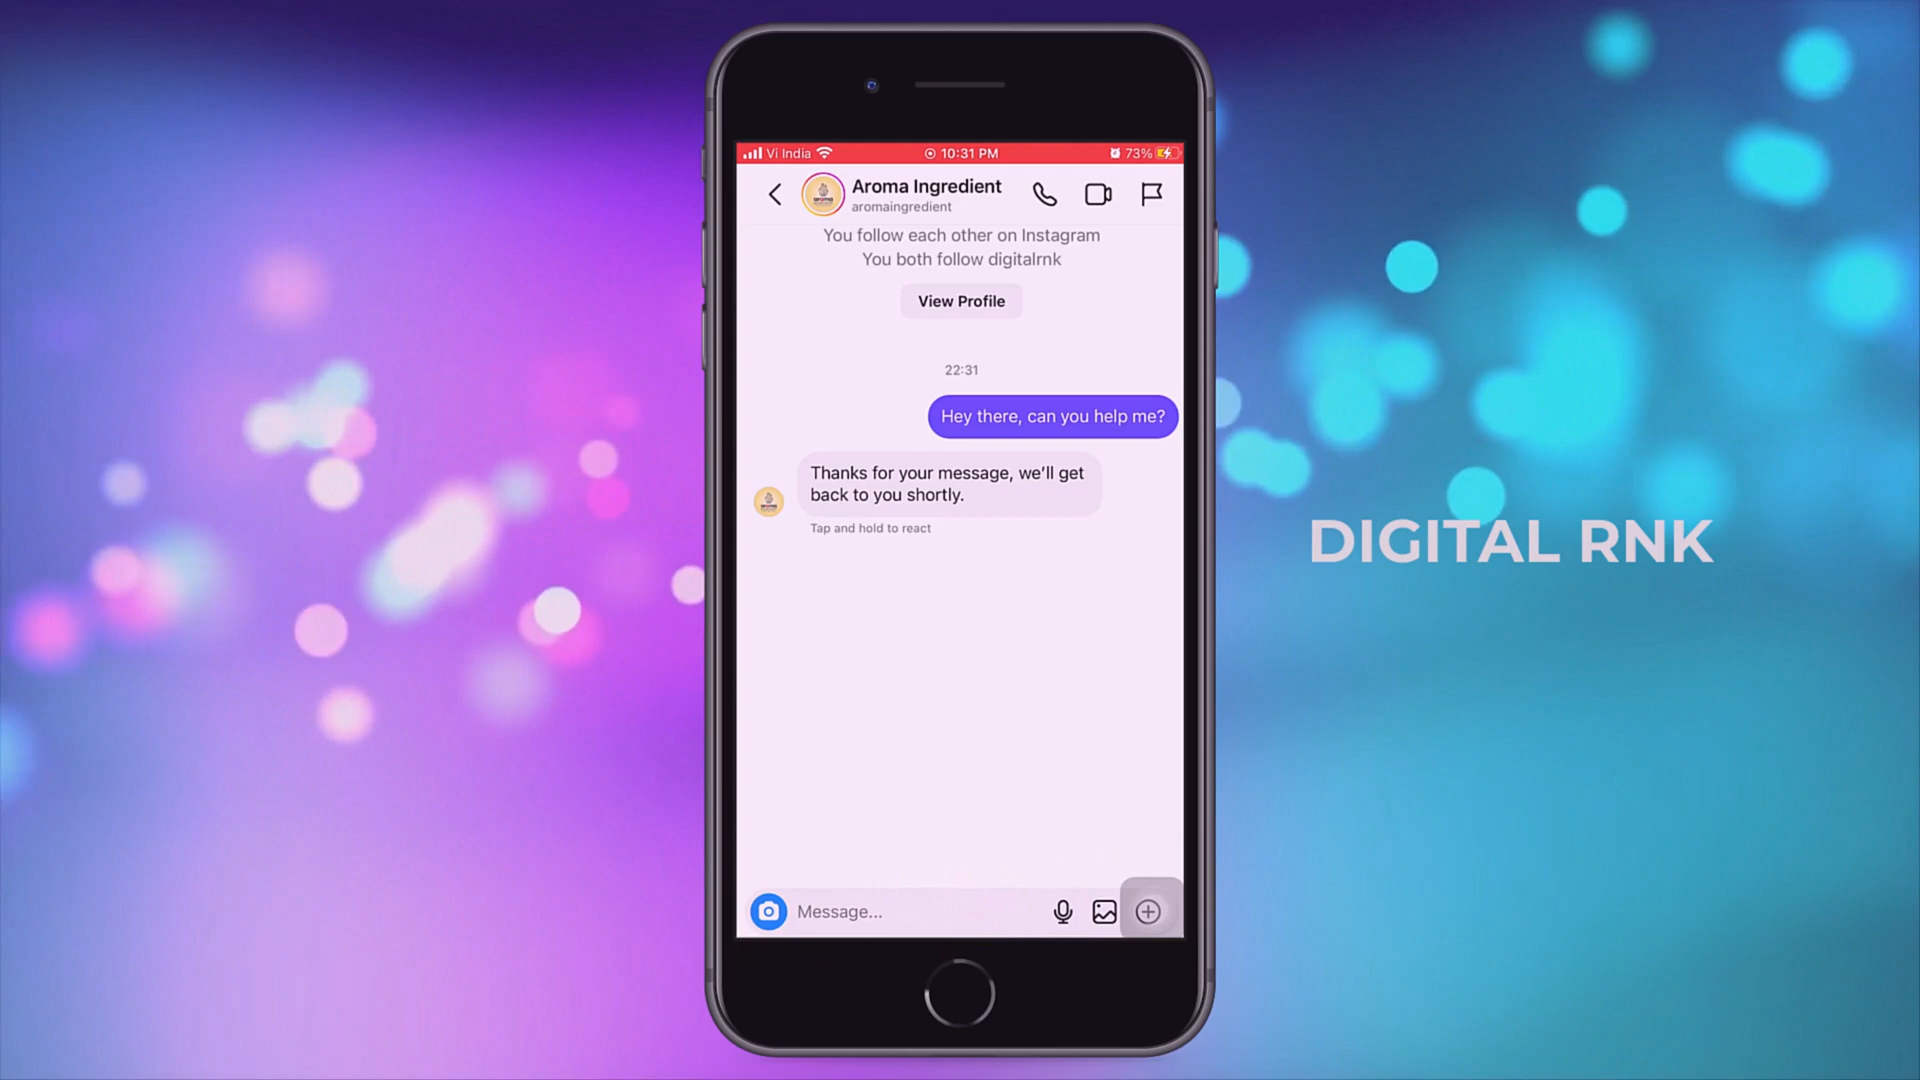 Vi India
10:31 PM
73%
Aroma Ingredient
aromaingredient
You follow each other on Instagram
You both follow digitalrnk
View Profile
22:31
Hey there, can you help me?
Thanks for your message, we’ll get
back to you shortly.
Tap and hold to react
Message...
DIGITAL RNK